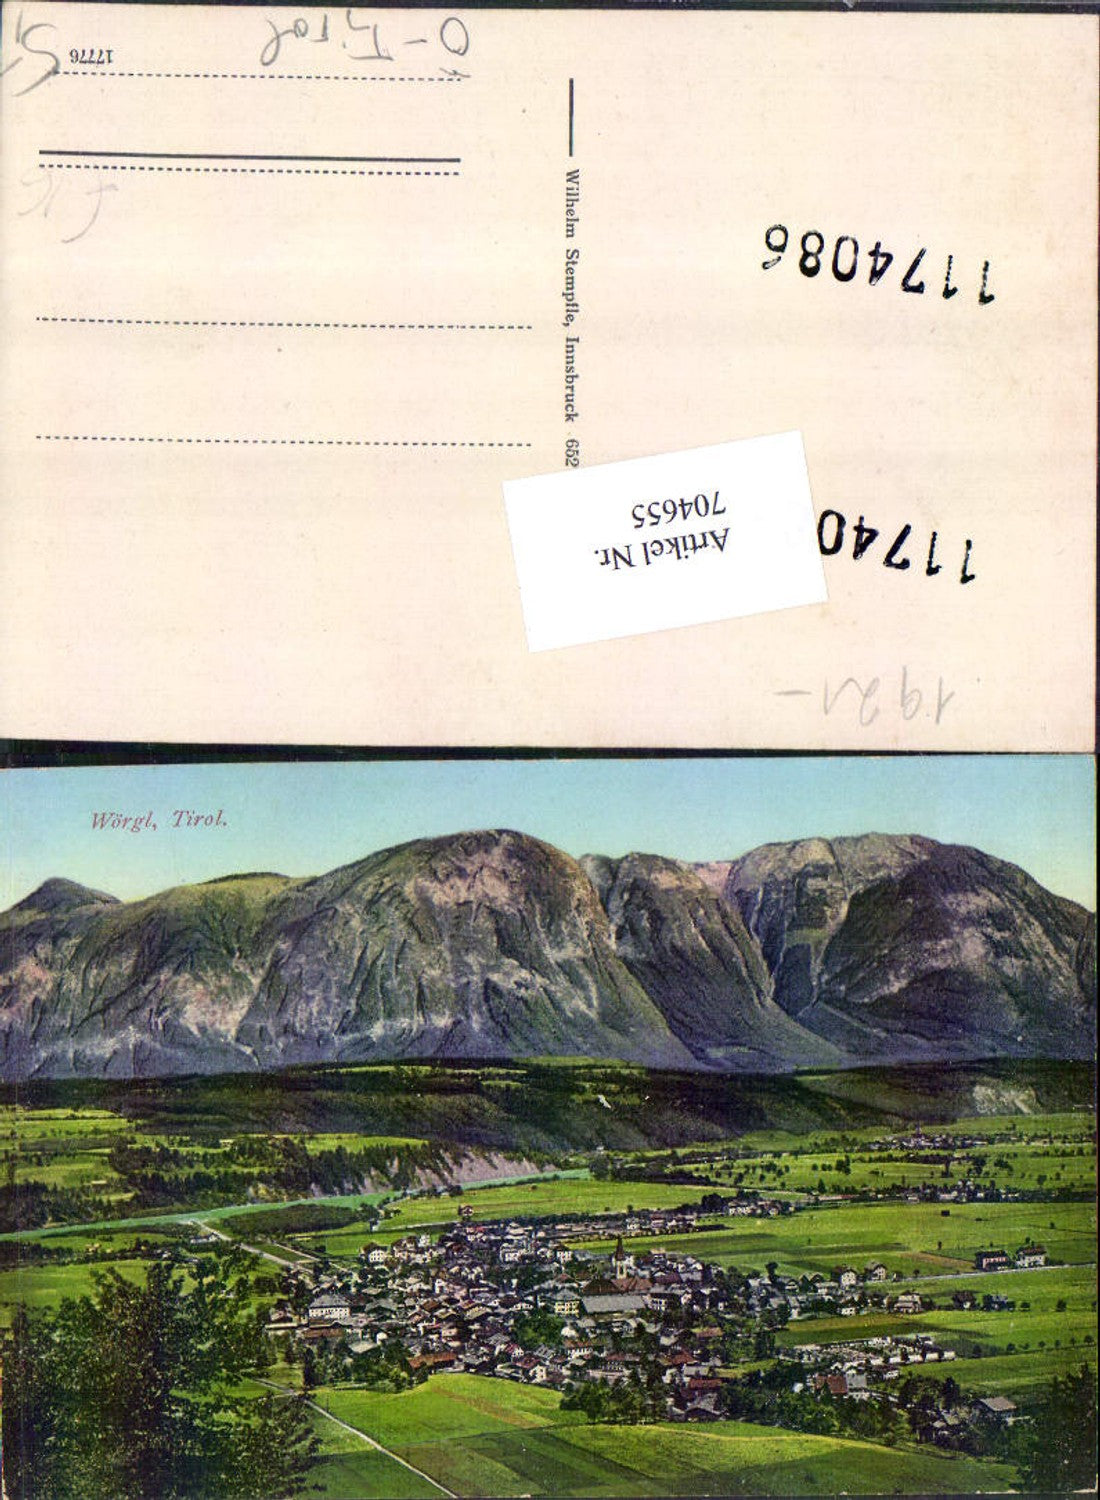 O-Tirol
17776
Wilhelm Stempfle, Innsbruck 652
1174086
Artikel Nr.
704655
11740
1921-
Wörgl, Tirol.